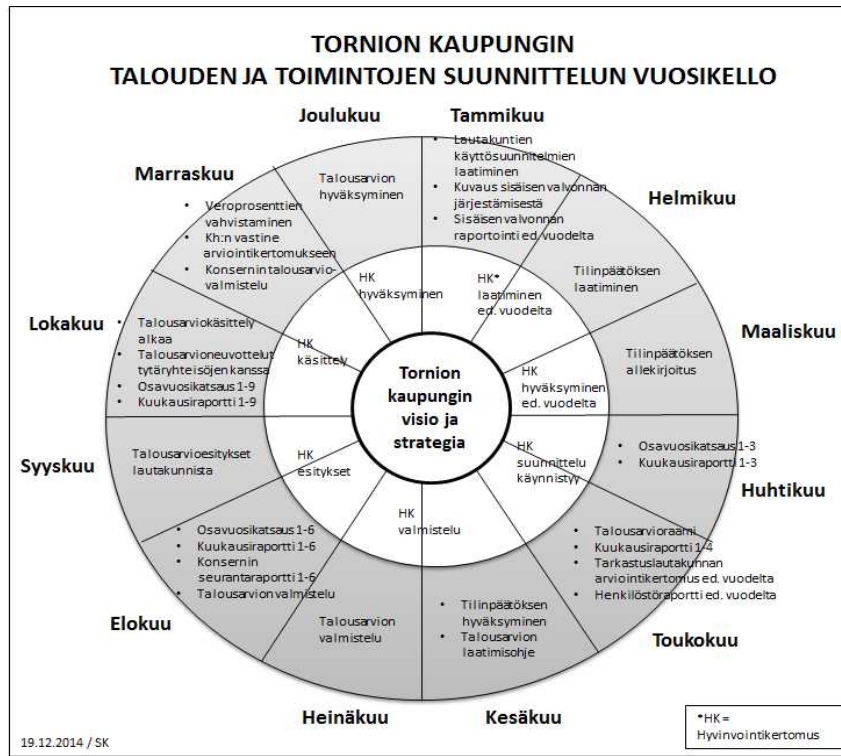 TORNION KAUPUNGIN
TALOUDEN JA TOIMINTOJEN SUUNNITTELUN VUOSIKELLO
Tammikuu
• Lautakuntien
käyttösuunnitelmien
laatiminen
• Kuvaus sisäisen valvonnan
järjestämisestä
• Sisäisen valvonnan
raportointi ed. vuodelta
Helmikuu
Tilinpäätöksen
laatiminen
Maaliskuu
Tilinpäätöksen
allekirjoitus
Huhtikuu
• Osavuosikatsaus 1-3
• Kuukausiraportti 1-3
Toukokuu
• Talousarvioraami
• Kuukausiraportti 1-4
• Tarkastuslautakunnan
arviointikertomus ed. vuodelta
• Henkilöstöraportti ed. vuodelta
Kesäkuu
• Tilinpäätöksen
hyväksyminen
• Talousarvion
laatimisohje
Heinäkuu
Talousarvion
valmistelu
Elokuu
• Osavuosikatsaus 1-6
• Kuukausiraportti 1-6
• Konsernin
seurantaraportti 1-6
• Talousarvion valmistelu
Syyskuu
Talousarvioesitykset
lautakunnista
Lokakuu
• Talousarviokäsittely
alkaa
• Talousarvioneuvottelut
tytäryhteisöjen kanssa
• Osavuosikatsaus 1-9
• Kuukausiraportti 1-9
Marraskuu
• Veroprosenttien
vahvistaminen
• Kh:n vastine
arviointikertomukseen
• Konsernin talousarvio-
valmistelu
Joulukuu
Talousarvion
hyväksyminen
HK*
laatiminen
ed. vuodelta
HK
hyväksyminen
ed. vuodelta
HK
suunnittelu
käynnistyy
HK
valmistelu
HK
esitykset
HK
käsittely
HK
hyväksyminen
Tornion
kaupungin
visio ja
strategia
19.12.2014 / SK
*HK =
Hyvinvointikertomus